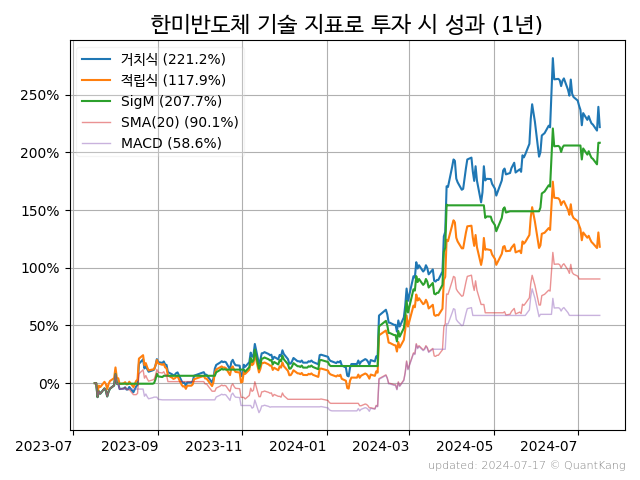 한미반도체 기술 지표로 투자 시 성과 (1년)
거치식 (221.2%)
적립식 (117.9%)
SigM (207.7%)
SMA(20) (90.1%)
MACD (58.6%)
250%
200%
150%
100%
50%
0%
2023-07 2023-09 2023-11 2024-01 2024-03 2024-05 2024-07
updated: 2024-07-17 © QuantKang